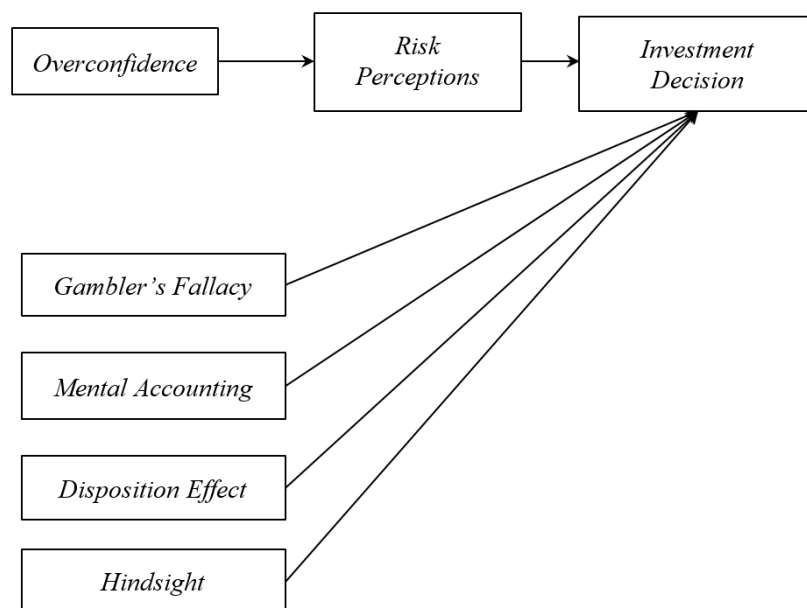 Overconfidence
Risk
Perceptions
Investment
Decision
Gambler’s Fallacy
Mental Accounting
Disposition Effect
Hindsight